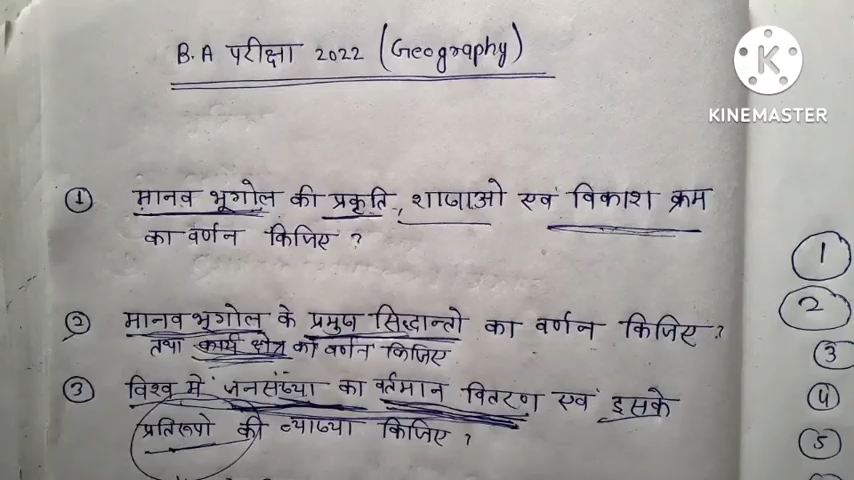 B.A परीक्षा 2022 (Geography)
K
KINEMASTER
① मानव भूगोल की प्रकृति, शाखाओ एवं विकाश क्रम
का वर्णन किजिए ?
② मानव भूगोल के प्रमुख सिद्धान्तो का वर्णन किजिए ?
तथा कार्य क्षेत्र का वर्णन किजिए
③ विश्व में जनसंख्या का वर्तमान वितरण एवं इसके
प्रतिरूपो की व्याख्या किजिए ?
1
2
3
4
5